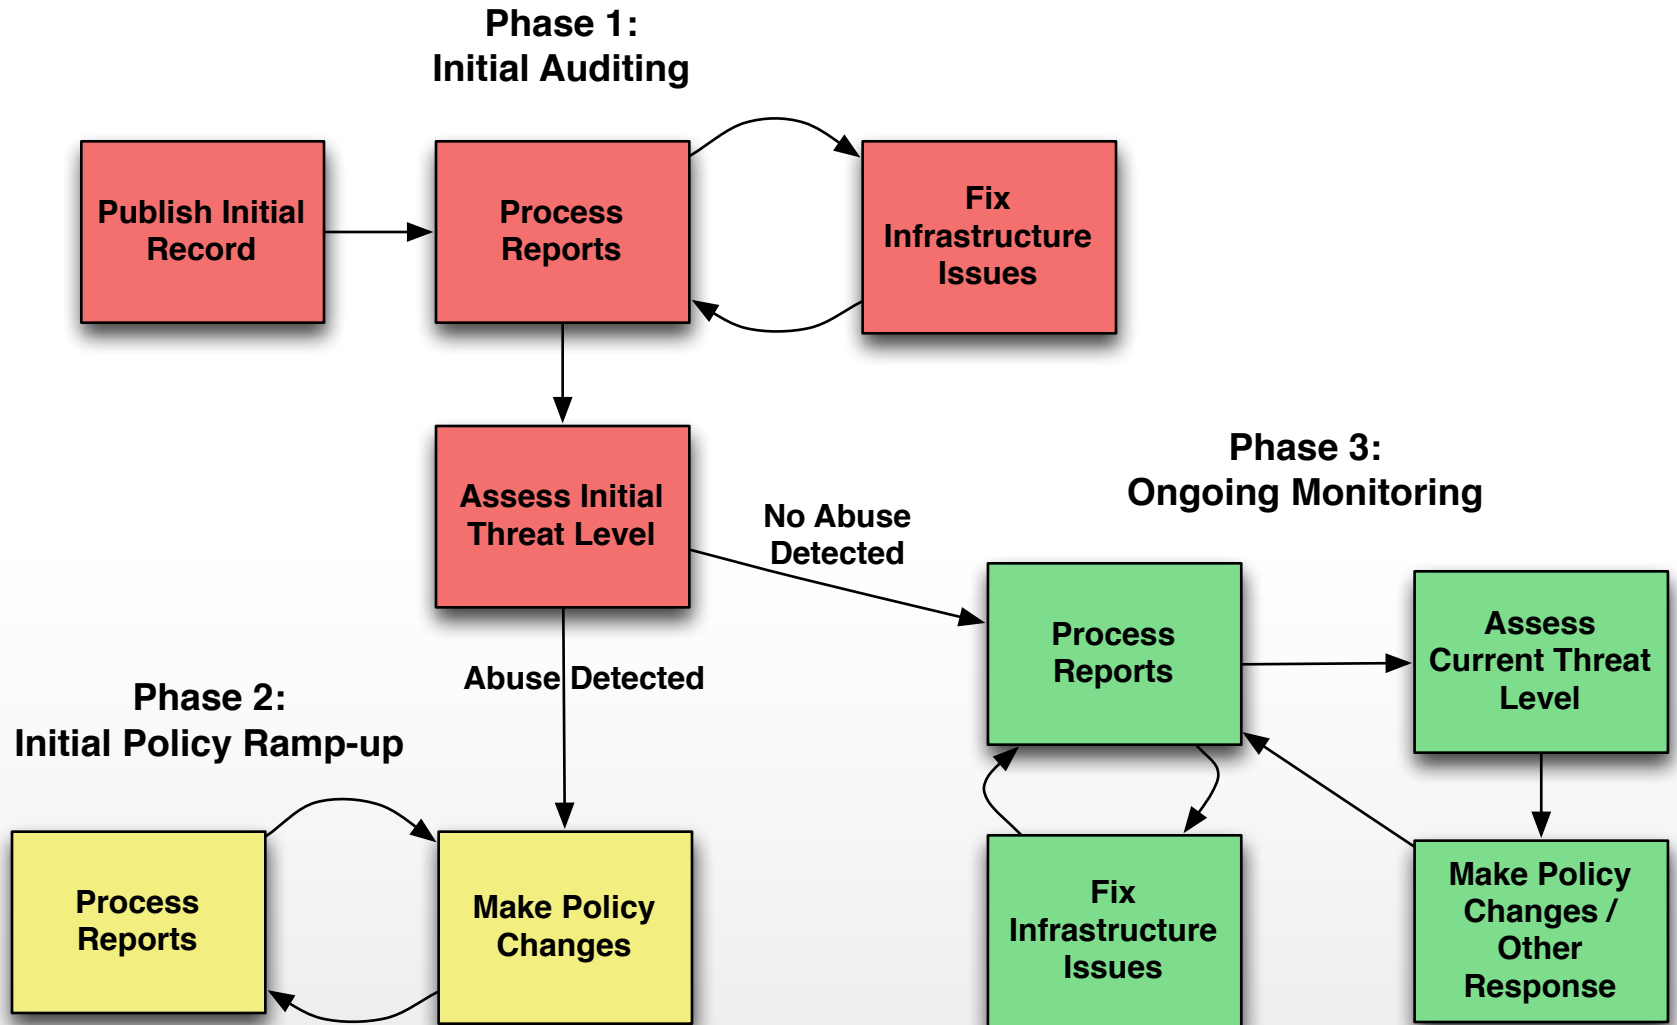 Phase 1:
Initial Auditing
Publish Initial
Record
Process
Reports
Fix
Infrastructure
Issues
Assess Initial
Threat Level
No Abuse
Detected
Abuse Detected
Phase 3:
Ongoing Monitoring
Process
Reports
Assess
Current Threat
Level
Phase 2:
Initial Policy Ramp-up
Process
Reports
Make Policy
Changes
Fix
Infrastructure
Issues
Make Policy
Changes /
Other
Response